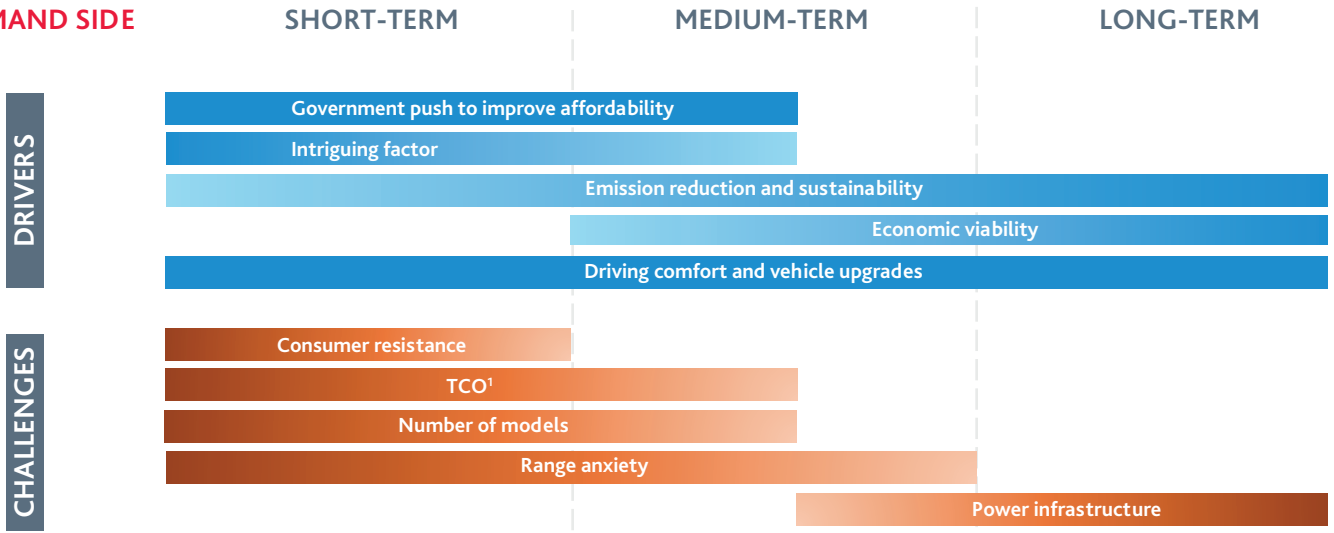 SIDE
SHORT-TERM
MEDIUM-TERM
LONG-TERM
DRIVERS
Government push to improve affordability
Intriguing factor
Emission reduction and sustainability
Economic viability
Driving comfort and vehicle upgrades
CHALLENGES
Consumer resistance
TCO¹
Number of models
Range anxiety
Power infrastructure